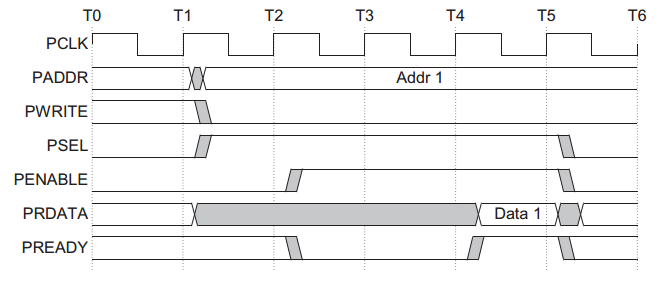 T0 T1 T2 T3 T4 T5 T6
PCLK
PADDR Addr 1
PWRITE
PSEL
PENABLE
PRDATA Data 1
PREADY